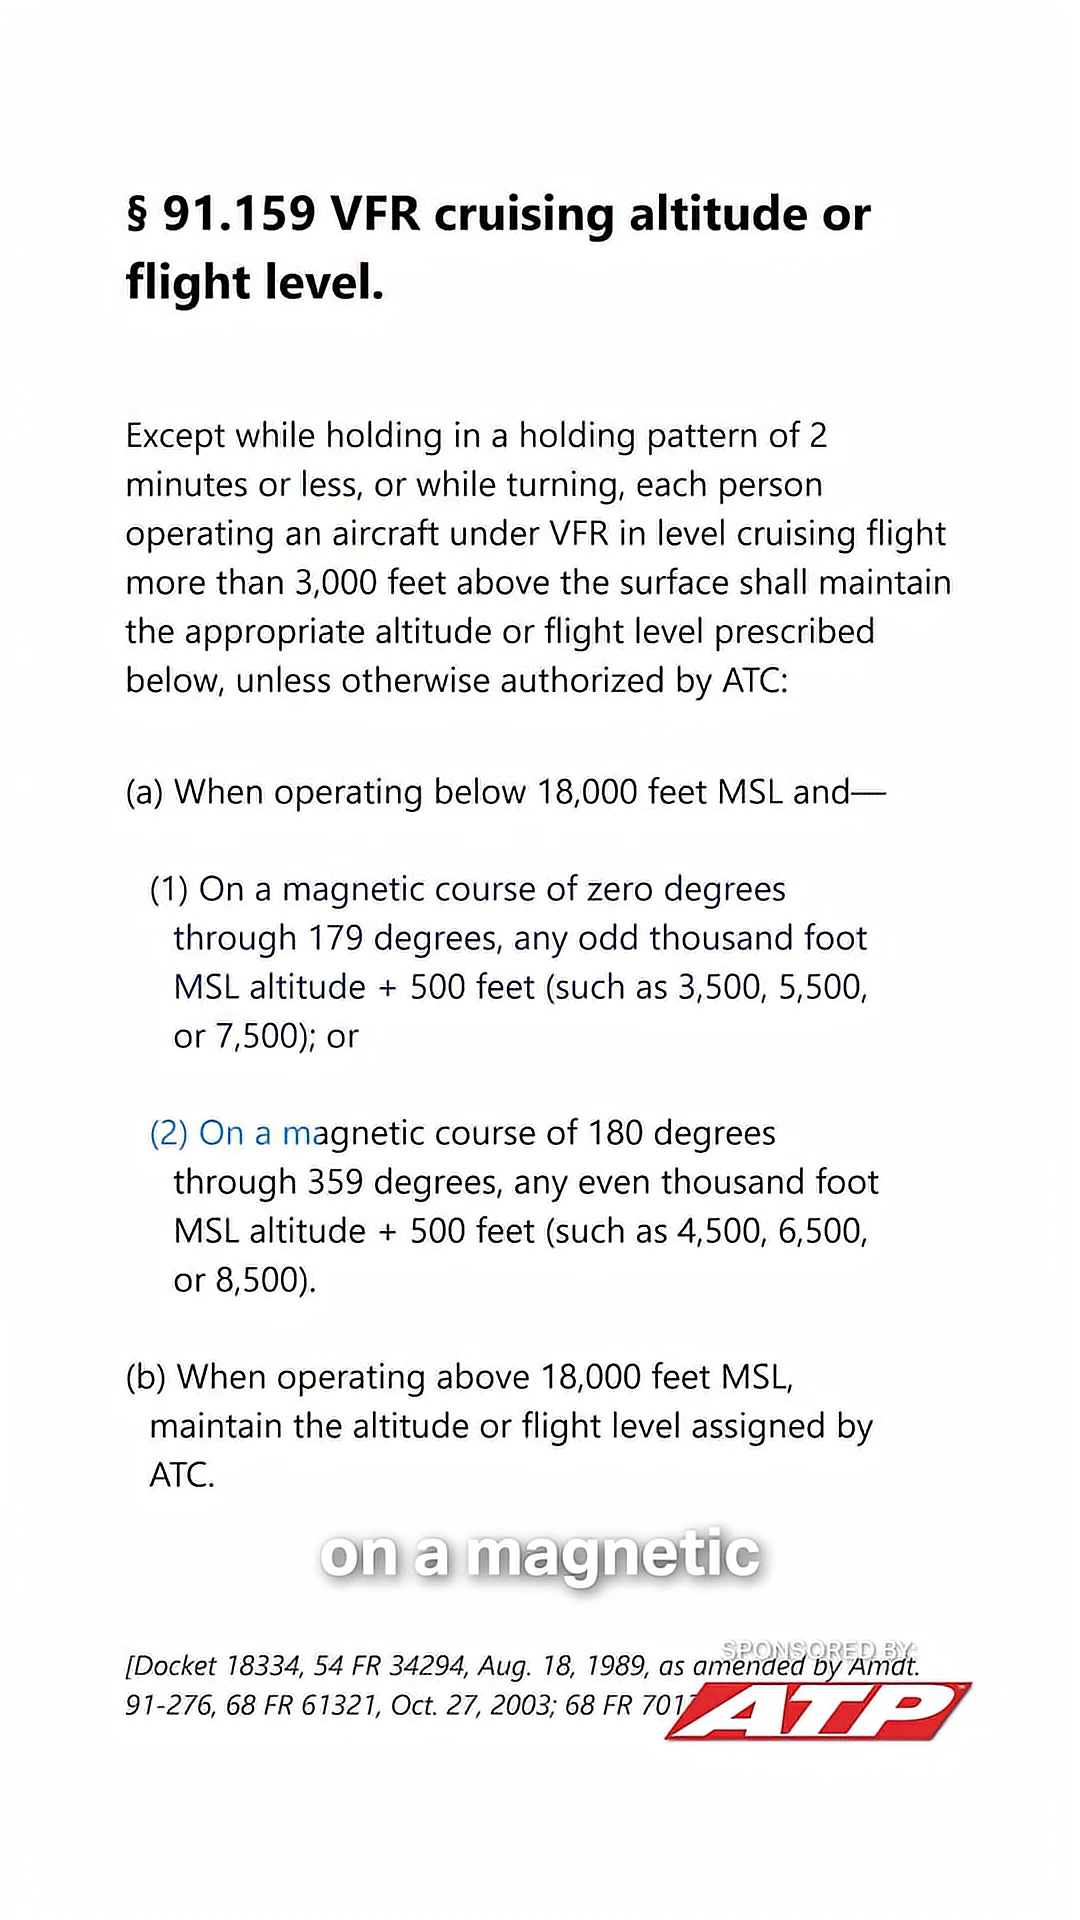 § 91.159 VFR cruising altitude or
flight level.
Except while holding in a holding pattern of 2
minutes or less, or while turning, each person
operating an aircraft under VFR in level cruising flight
more than 3,000 feet above the surface shall maintain
the appropriate altitude or flight level prescribed
below, unless otherwise authorized by ATC:
(a) When operating below 18,000 feet MSL and—
(1) On a magnetic course of zero degrees
through 179 degrees, any odd thousand foot
MSL altitude + 500 feet (such as 3,500, 5,500,
or 7,500); or
(2) On a magnetic course of 180 degrees
through 359 degrees, any even thousand foot
MSL altitude + 500 feet (such as 4,500, 6,500,
or 8,500).
(b) When operating above 18,000 feet MSL,
maintain the altitude or flight level assigned by
ATC.
on a magnetic
SPONSORED BY:
[Docket 18334, 54 FR 34294, Aug. 18, 1989, as amended by Amdt.
91-276, 68 FR 61321, Oct. 27, 2003; 68 FR
ATP